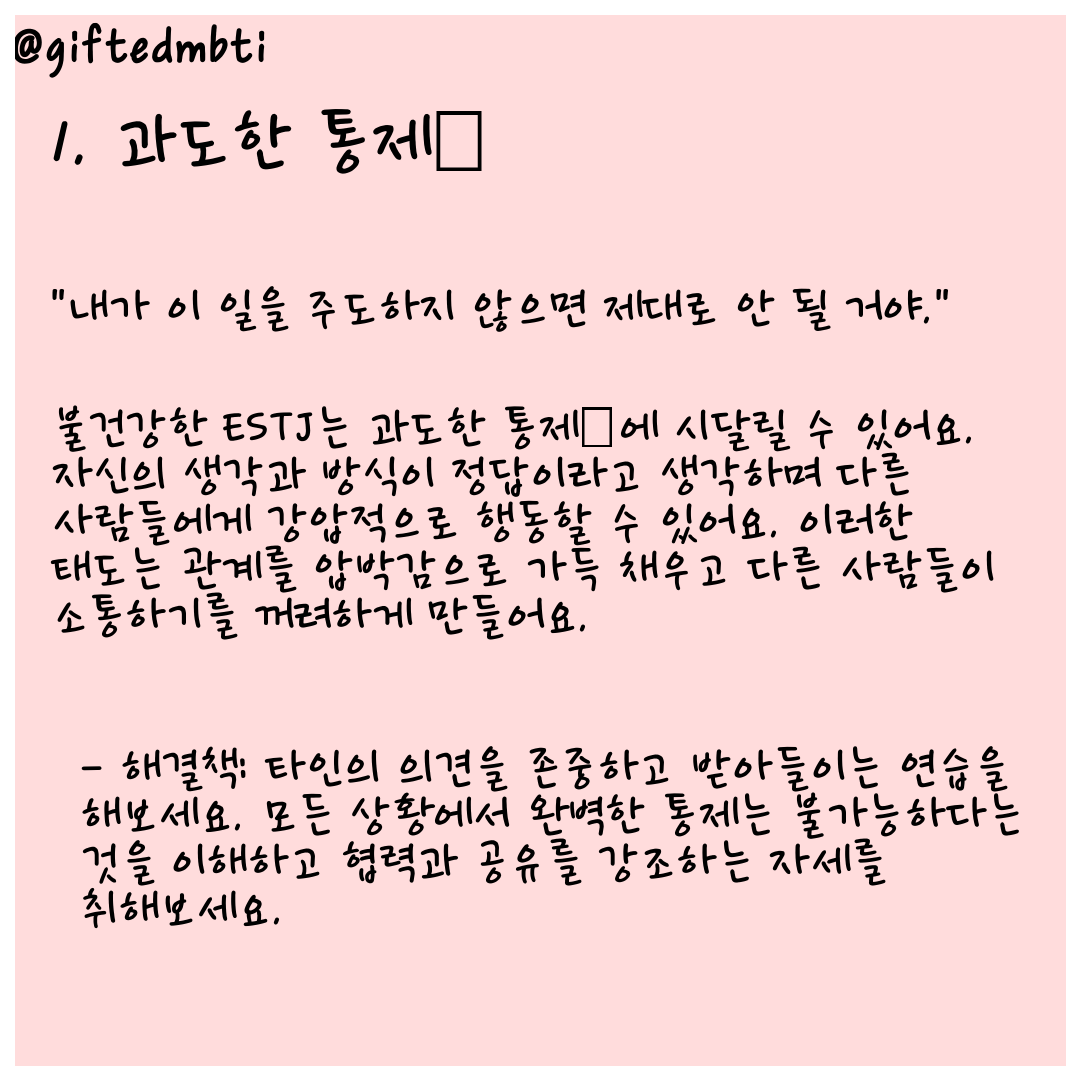 @giftedmbti
1. 과도한 통제□
"내가 이 일을 주도하지 않으면 제대로 안 될 거야."
불건강한 ESTJ는 과도한 통제□에 시달릴 수 있어요.
자신의 생각과 방식이 정답이라고 생각하며 다른
사람들에게 강압적으로 행동할 수 있어요. 이러한
태도는 관계를 압박감으로 가득 채우고 다른 사람들이
소통하기를 꺼려하게 만들어요.
- 해결책: 타인의 의견을 존중하고 받아들이는 연습을
해보세요. 모든 상황에서 완벽한 통제는 불가능하다는
것을 이해하고 협력과 공유를 강조하는 자세를
취해보세요.